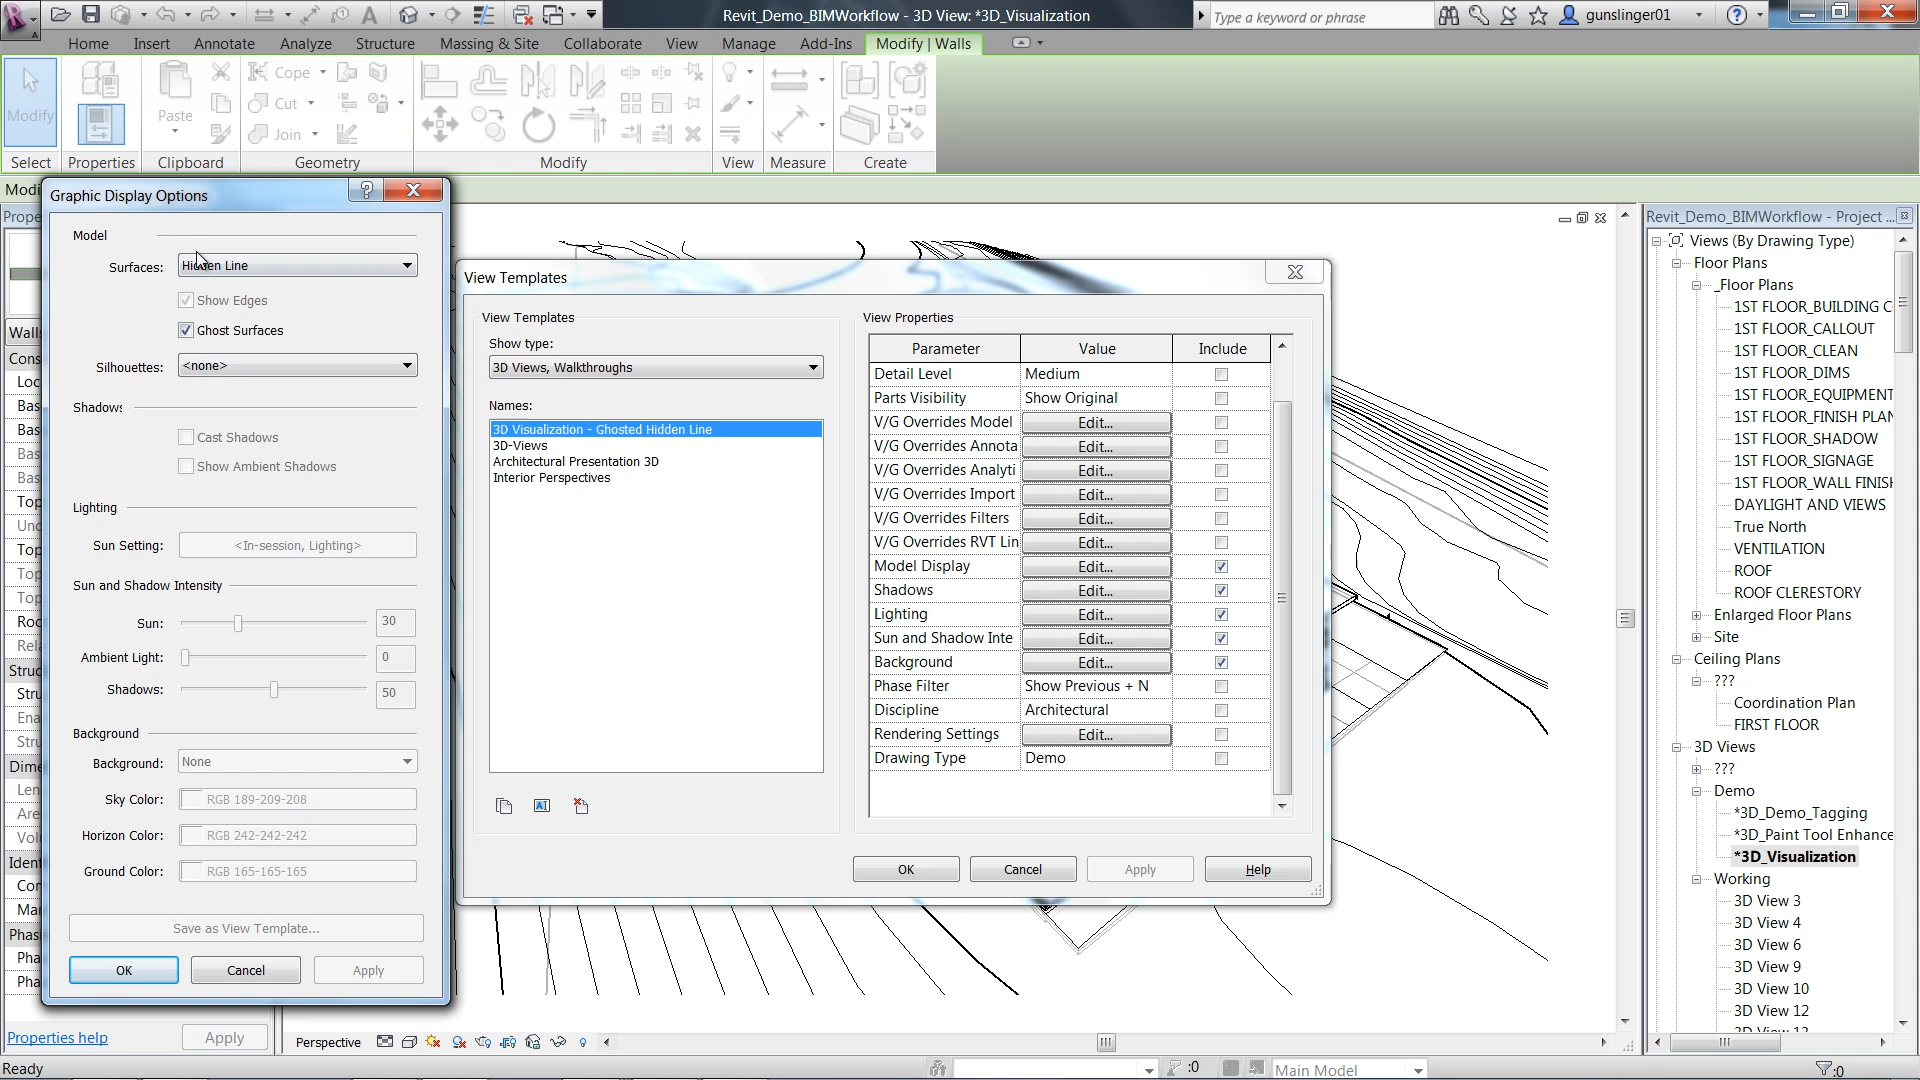 Revit_Demo_BIMWorkflow - 3D View: *3D_Visualization
Type a keyword or phrase
gunslinger01
Home Insert Annotate Analyze Structure Massing & Site Collaborate View Manage Add-Ins Modify | Walls
Modify
Paste
Cope
Cut
Join
Select Properties Clipboard Geometry Modify View Measure Create
Graphic Display Options
Model
Surfaces: Hidden Line
Show Edges
Ghost Surfaces
Silhouettes: <none>
Shadows
Cast Shadows
Show Ambient Shadows
Lighting
Sun Setting: <In-session, Lighting>
Sun and Shadow Intensity
Sun: 30
Ambient Light: 0
Shadows: 50
Background
Background: None
Sky Color: RGB 189-209-208
Horizon Color: RGB 242-242-242
Ground Color: RGB 165-165-165
Save as View Template...
OK Cancel Apply
Properties help Apply
View Templates
View Templates
Show type:
3D Views, Walkthroughs
Names:
3D Visualization - Ghosted Hidden Line
3D-Views
Architectural Presentation 3D
Interior Perspectives
View Properties
Parameter Value Include
Detail Level Medium
Parts Visibility Show Original
V/G Overrides Model Edit...
V/G Overrides Annota Edit...
V/G Overrides Analyti Edit...
V/G Overrides Import Edit...
V/G Overrides Filters Edit...
V/G Overrides RVT Lin Edit...
Model Display Edit...
Shadows Edit...
Lighting Edit...
Sun and Shadow Inte Edit...
Background Edit...
Phase Filter Show Previous + N
Discipline Architectural
Rendering Settings Edit...
Drawing Type Demo
OK Cancel Apply Help
Revit_Demo_BIMWorkflow - Project ...
Views (By Drawing Type)
Floor Plans
_Floor Plans
1ST FLOOR_BUILDING C
1ST FLOOR_CALLOUT
1ST FLOOR_CLEAN
1ST FLOOR_DIMS
1ST FLOOR_EQUIPMENT
1ST FLOOR_FINISH PLAN
1ST FLOOR_SHADOW
1ST FLOOR_SIGNAGE
1ST FLOOR_WALL FINISH
DAYLIGHT AND VIEWS
True North
VENTILATION
ROOF
ROOF CLERESTORY
Enlarged Floor Plans
Site
Ceiling Plans
???
Coordination Plan
FIRST FLOOR
3D Views
???
Demo
*3D_Demo_Tagging
*3D_Paint Tool Enhance
*3D_Visualization
Working
3D View 3
3D View 4
3D View 6
3D View 9
3D View 10
3D View 12
Perspective
Ready
:0
Main Model
:0